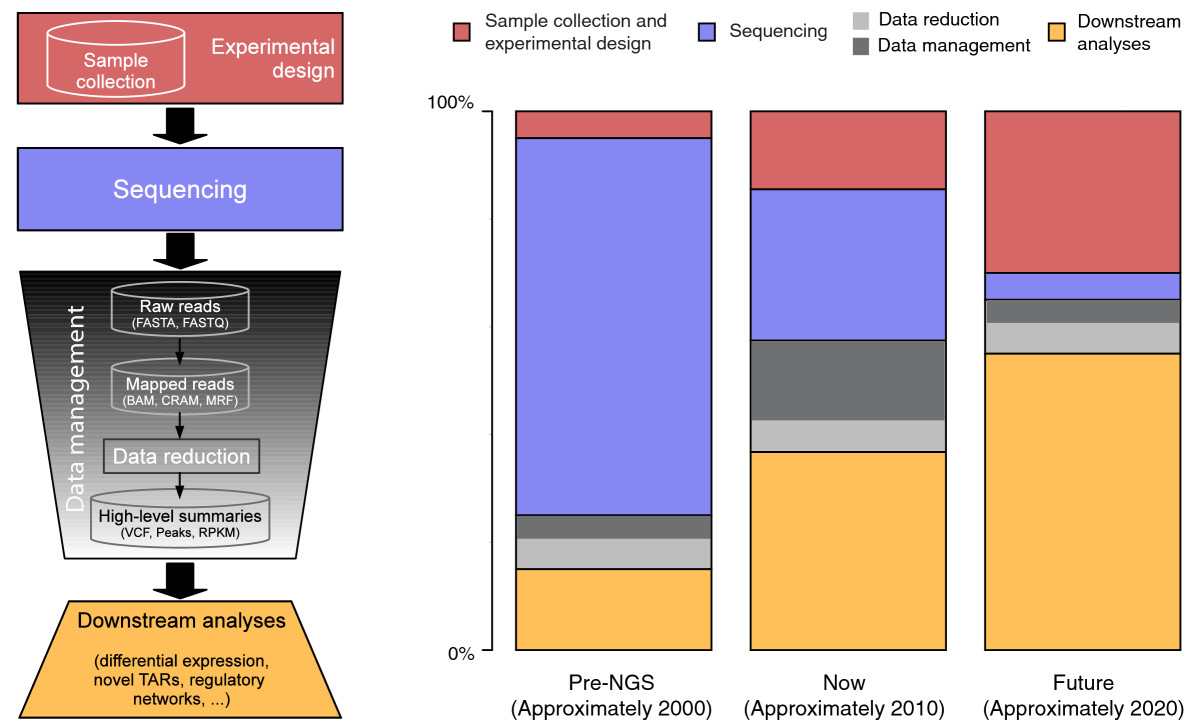 Sample
collection
Experimental
design
Sequencing
Data management
Raw reads
(FASTA, FASTQ)
Mapped reads
(BAM, CRAM, MRF)
Data reduction
High-level summaries
(VCF, Peaks, RPKM)
Downstream analyses
(differential expression,
novel TARs, regulatory
networks, ...)
Sample collection and
experimental design
Sequencing
Data reduction
Data management
Downstream
analyses
100%
0%
Pre-NGS
(Approximately 2000)
Now
(Approximately 2010)
Future
(Approximately 2020)